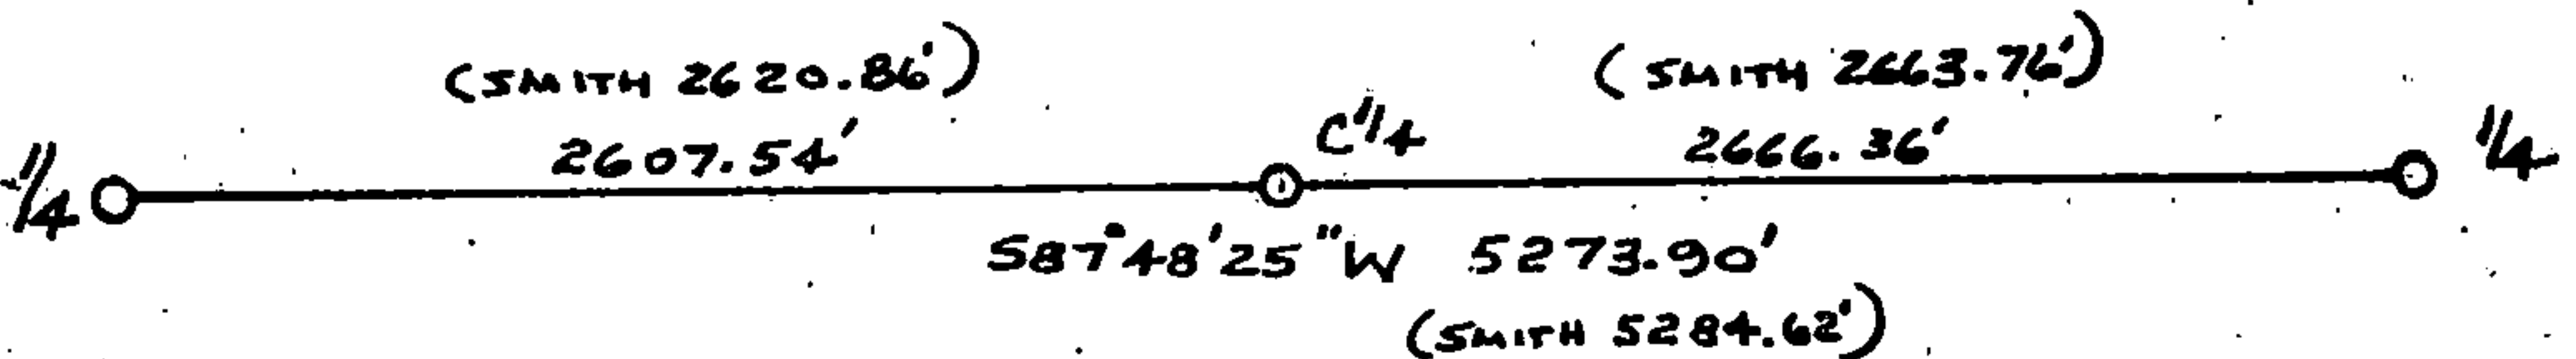 (SMITH 2620.86') (SMITH 2663.76')
1/4 2607.54' C1/4 2666.36' 1/4
S87°48'25"W 5273.90'
(SMITH 5284.62')